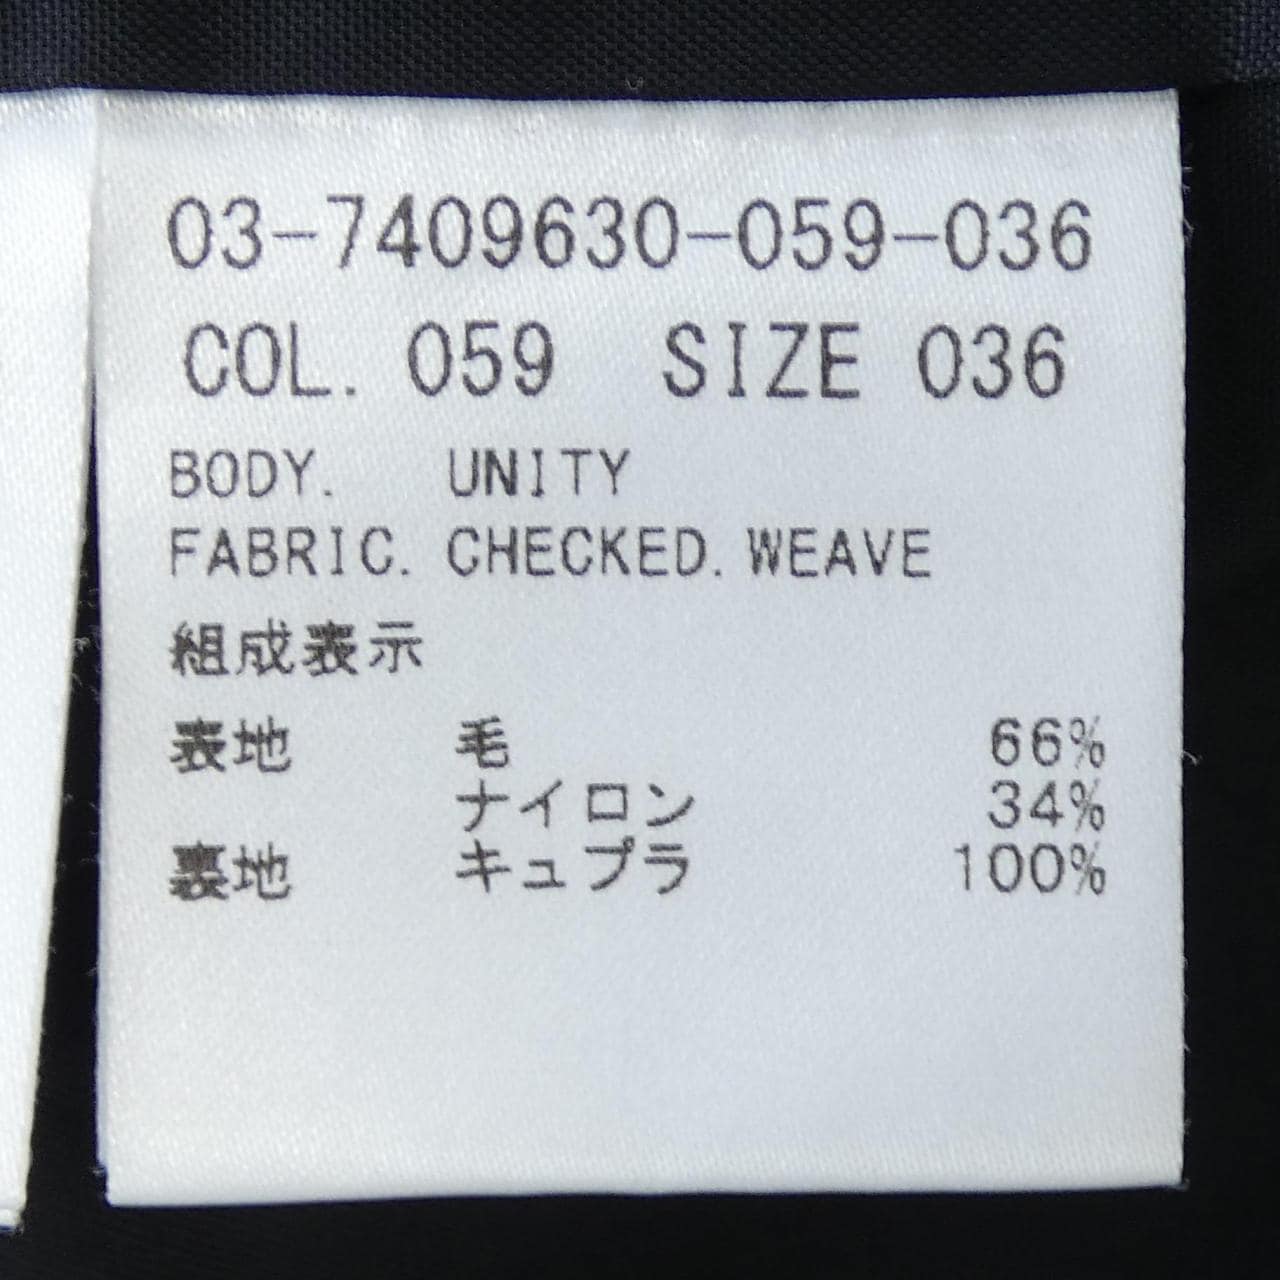 03-7409630-059-036
COL. 059 SIZE 036
BODY. UNITY
FABRIC. CHECKED. WEAVE
組成表示
表地 毛 66%
ナイロン 34%
裏地 キュプラ 100%